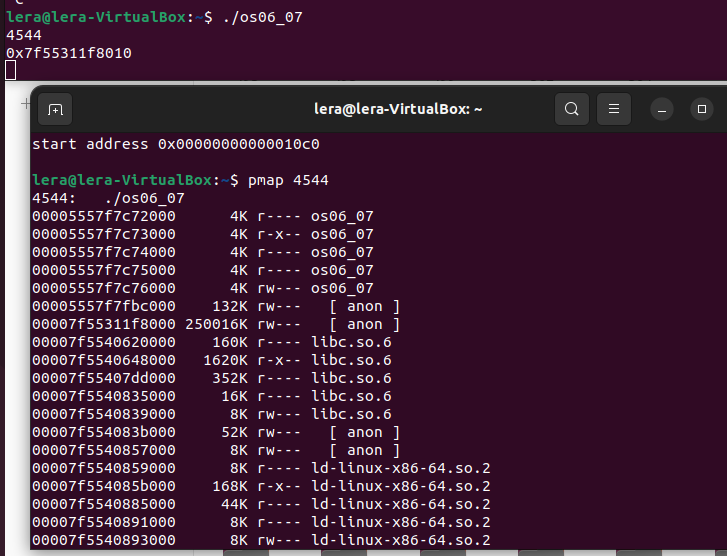 lera@lera-VirtualBox:~$ ./os06_07
4544
0x7f55311f8010
lera@lera-VirtualBox: ~
start address 0x00000000000010c0
lera@lera-VirtualBox:~$ pmap 4544
4544:   ./os06_07
00005557f7c72000      4K r---- os06_07
00005557f7c73000      4K r-x-- os06_07
00005557f7c74000      4K r---- os06_07
00005557f7c75000      4K r---- os06_07
00005557f7c76000      4K rw--- os06_07
00005557f7fbc000    132K rw---   [ anon ]
00007f55311f8000 250016K rw---   [ anon ]
00007f5540620000    160K r---- libc.so.6
00007f5540648000   1620K r-x-- libc.so.6
00007f55407dd000    352K r---- libc.so.6
00007f5540835000     16K r---- libc.so.6
00007f5540839000      8K rw--- libc.so.6
00007f554083b000     52K rw---   [ anon ]
00007f5540857000      8K rw---   [ anon ]
00007f5540859000      8K r---- ld-linux-x86-64.so.2
00007f554085b000    168K r-x-- ld-linux-x86-64.so.2
00007f5540885000     44K r---- ld-linux-x86-64.so.2
00007f5540891000      8K r---- ld-linux-x86-64.so.2
00007f5540893000      8K rw--- ld-linux-x86-64.so.2